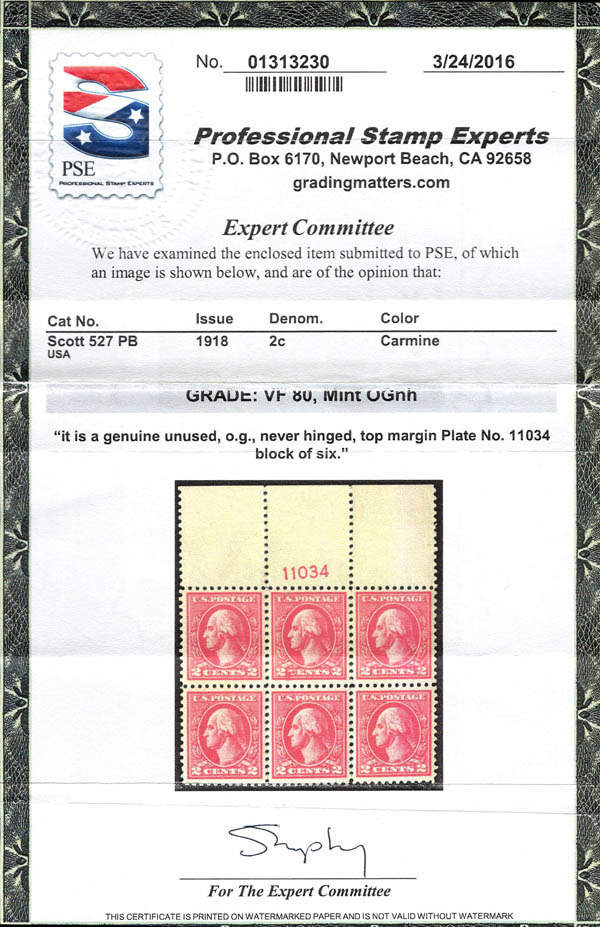 No. 01313230 3/24/2016
PSE
PROFESSIONAL STAMP EXPERTS
Professional Stamp Experts
P.O. Box 6170, Newport Beach, CA 92658
gradingmatters.com
Expert Committee
We have examined the enclosed item submitted to PSE, of which
an image is shown below, and are of the opinion that:
Cat No. Issue Denom. Color
Scott 527 PB 1918 2c Carmine
USA
GRADE: VF 80, Mint OGnh
“it is a genuine unused, o.g., never hinged, top margin Plate No. 11034
block of six.”
11034
U.S. POSTAGE U.S. POSTAGE U.S. POSTAGE
2 CENTS 2 2 CENTS 2 2 CENTS 2
U.S. POSTAGE U.S. POSTAGE U.S. POSTAGE
2 CENTS 2 2 CENTS 2 2 CENTS 2
For The Expert Committee
THIS CERTIFICATE IS PRINTED ON WATERMARKED PAPER AND IS NOT VALID WITHOUT WATERMARK